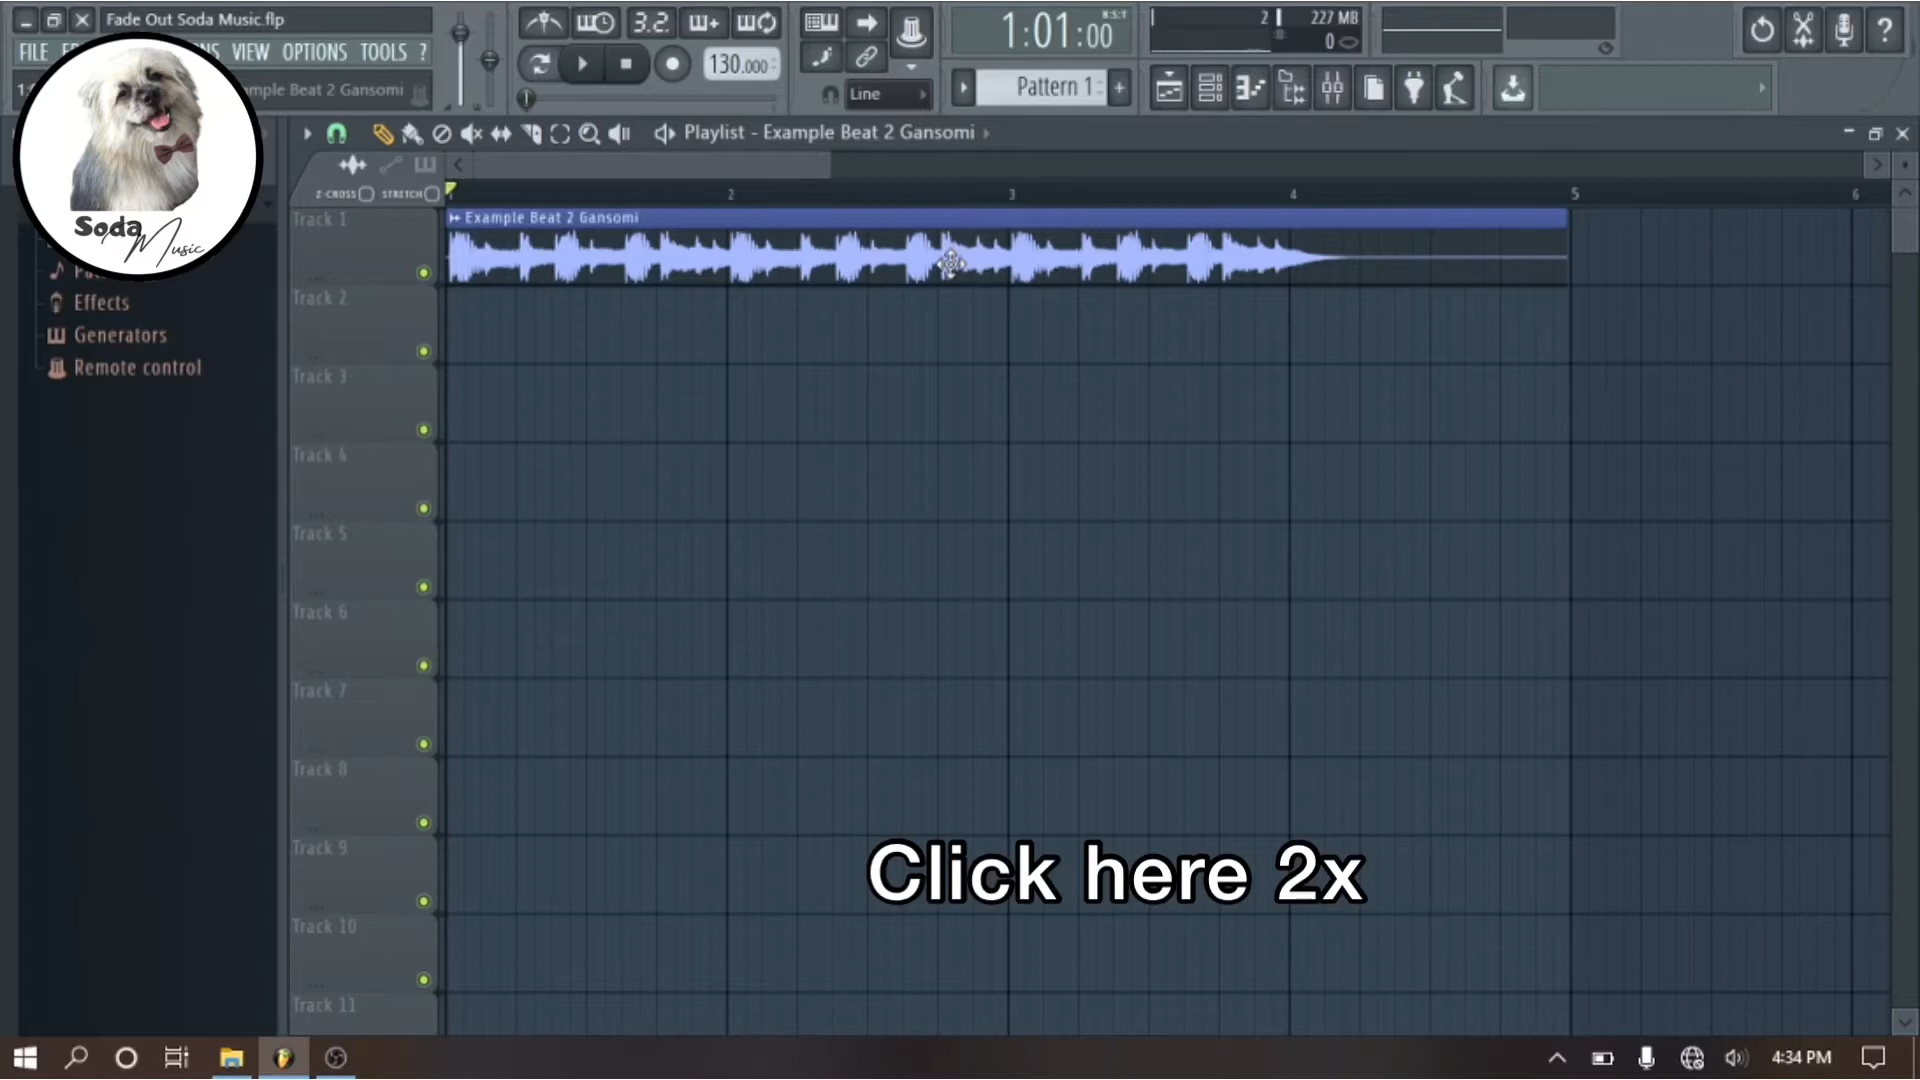 Fade Out Soda Music.flp
FILE
VIEW OPTIONS TOOLS ?
mple Beat 2 Gansomi
3.2.
130.000
Line
1:01:00
B:S:T
Pattern 1
+
2
227 MB
0
?
Soda
Music
Effects
Generators
Remote control
Playlist - Example Beat 2 Gansomi
Z-CROSS STRETCH
2 3 4 5 6
Example Beat 2 Gansomi
Track 1
Track 2
Track 3
Track 4
Track 5
Track 6
Track 7
Track 8
Track 9
Track 10
Track 11
Click here 2x
4:34 PM